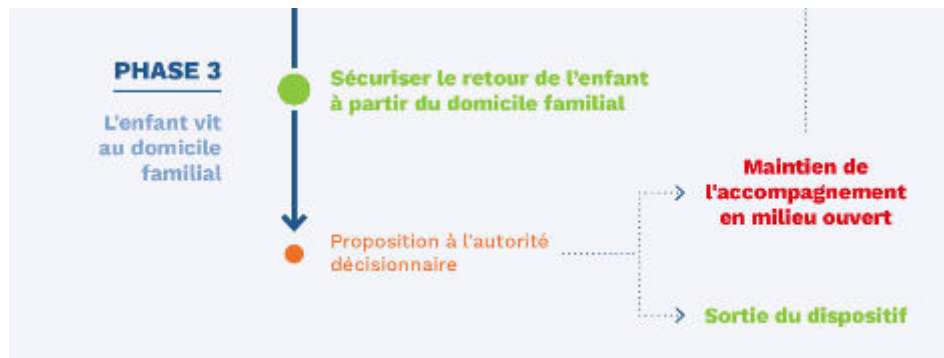 PHASE 3
L'enfant vit
au domicile
familial
Sécuriser le retour de l'enfant
à partir du domicile familial
Proposition à l'autorité
décisionnaire
Maintien de
l'accompagnement
en milieu ouvert
Sortie du dispositif